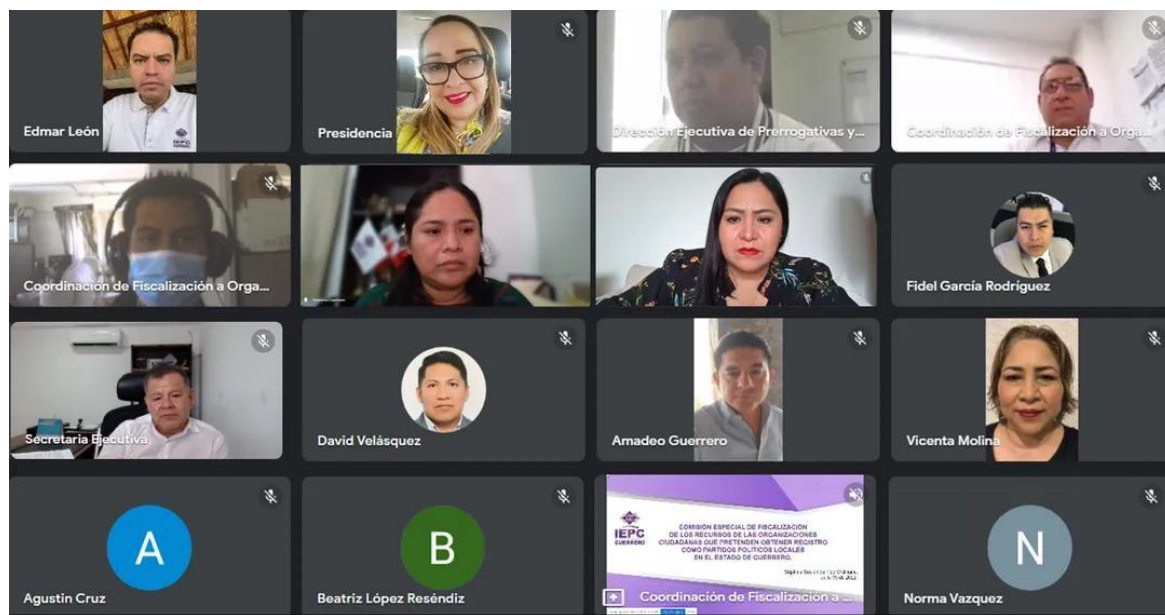 Edmar León
IEPC
Presidencia
Dirección Ejecutiva de Prerrogativas y...
Coordinación de Fiscalización a Orga...
Coordinación de Fiscalización a Orga...
Fidel García Rodríguez
Secretaria Ejecutiva
David Velásquez
Amadeo Guerrero
Vicenta Molina
A
Agustin Cruz
B
Beatriz López Reséndiz
IEPC
GUERRERO
COMISIÓN ESPECIAL DE FISCALIZACIÓN
DE LOS RECURSOS DE LAS ORGANIZACIONES
CIUDADANAS QUE PRETENDEN OBTENER REGISTRO
COMO PARTIDOS POLÍTICOS LOCALES
EN EL ESTADO DE GUERRERO.
Coordinación de Fiscalización a ...
N
Norma Vazquez